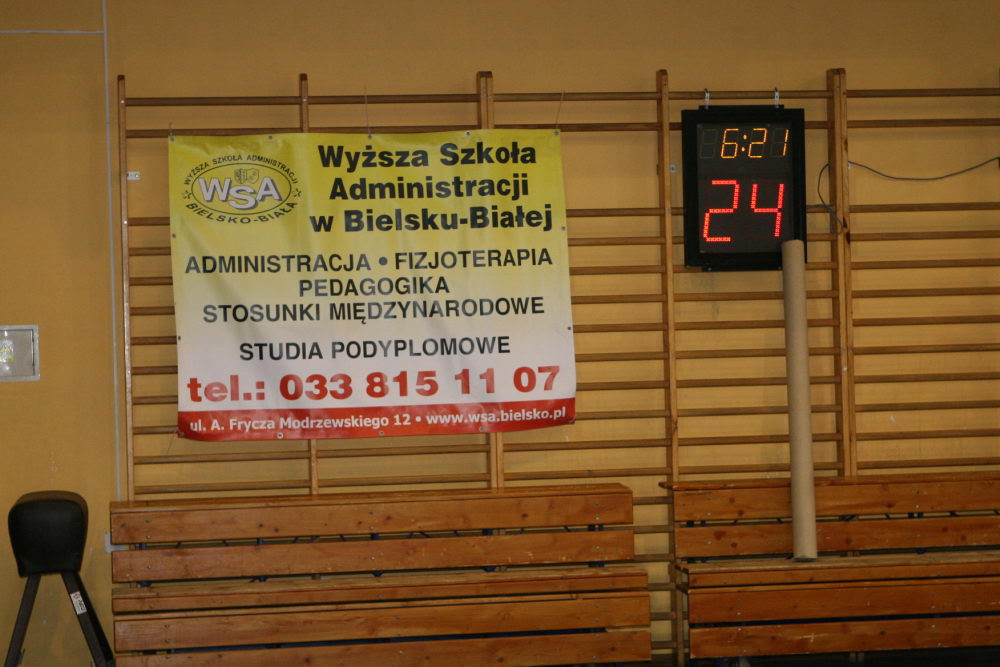 WYŻSZA SZKOŁA ADMINISTRACJI
WSA
BIELSKO-BIAŁA
Wyższa Szkoła
Administracji
w Bielsku-Białej
ADMINISTRACJA • FIZJOTERAPIA
PEDAGOGIKA
STOSUNKI MIĘDZYNARODOWE
STUDIA PODYPLOMOWE
tel.: 033 815 11 07
ul. A. Frycza Modrzewskiego 12 • www.wsa.bielsko.pl
6:21
24